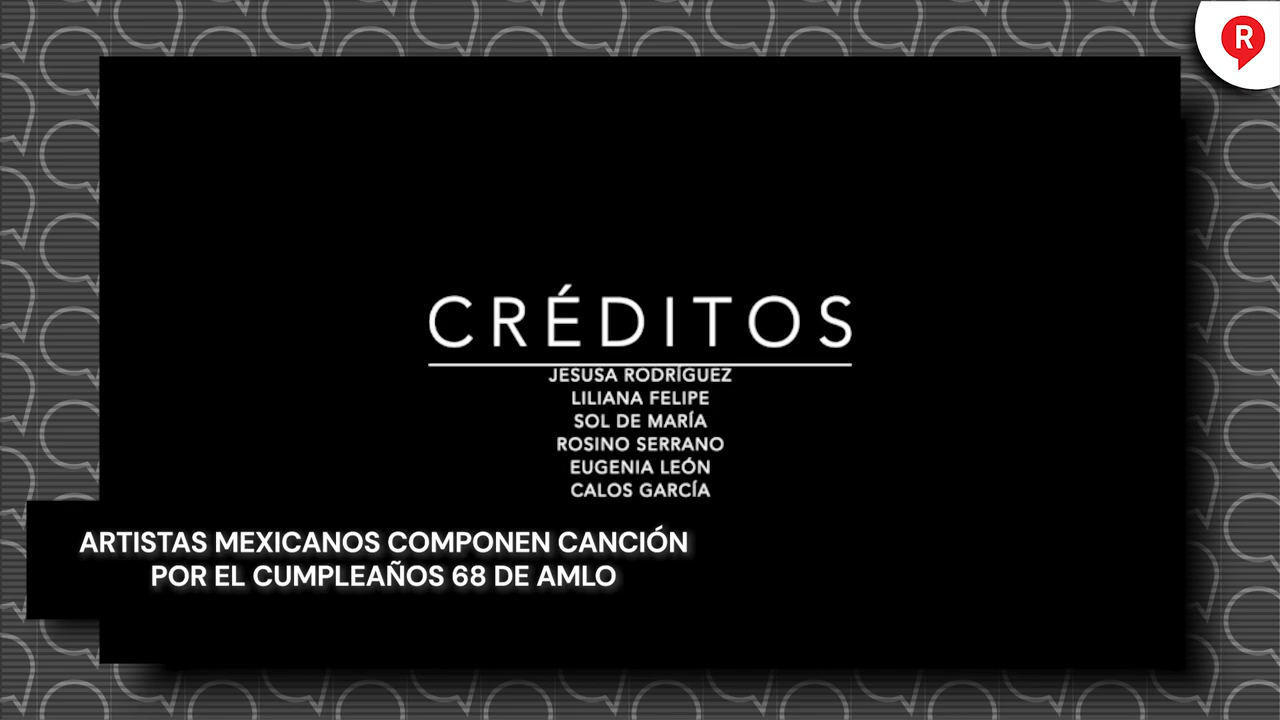 R
CRÉDITOS
JESUSA RODRÍGUEZ
LILIANA FELIPE
SOL DE MARÍA
ROSINO SERRANO
EUGENIA LEÓN
CALOS GARCÍA
ARTISTAS MEXICANOS COMPONEN CANCIÓN
POR EL CUMPLEAÑOS 68 DE AMLO